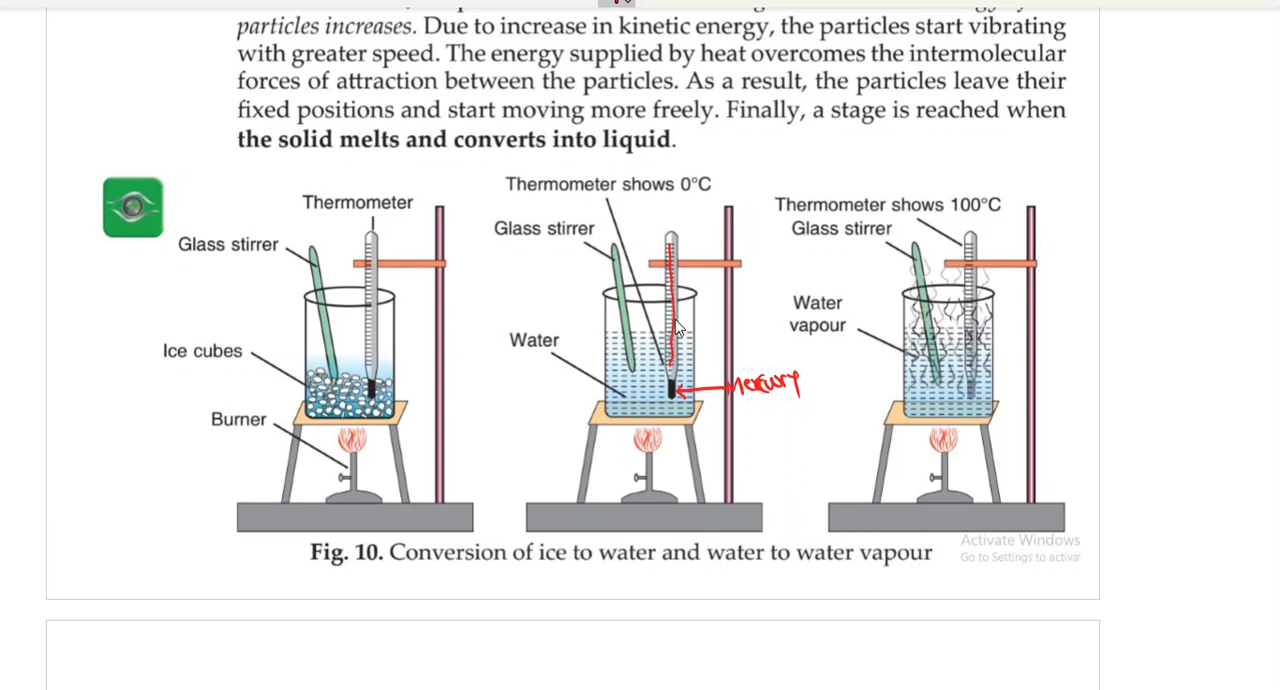 particles increases. Due to increase in kinetic energy, the particles start vibrating
with greater speed. The energy supplied by heat overcomes the intermolecular
forces of attraction between the particles. As a result, the particles leave their
fixed positions and start moving more freely. Finally, a stage is reached when
the solid melts and converts into liquid.
Thermometer
Glass stirrer
Ice cubes
Burner
Thermometer shows 0°C
Glass stirrer
Water
Mercury
Thermometer shows 100°C
Glass stirrer
Water
vapour
Fig. 10. Conversion of ice to water and water to water vapour
Activate Windows
Go to Settings to activa